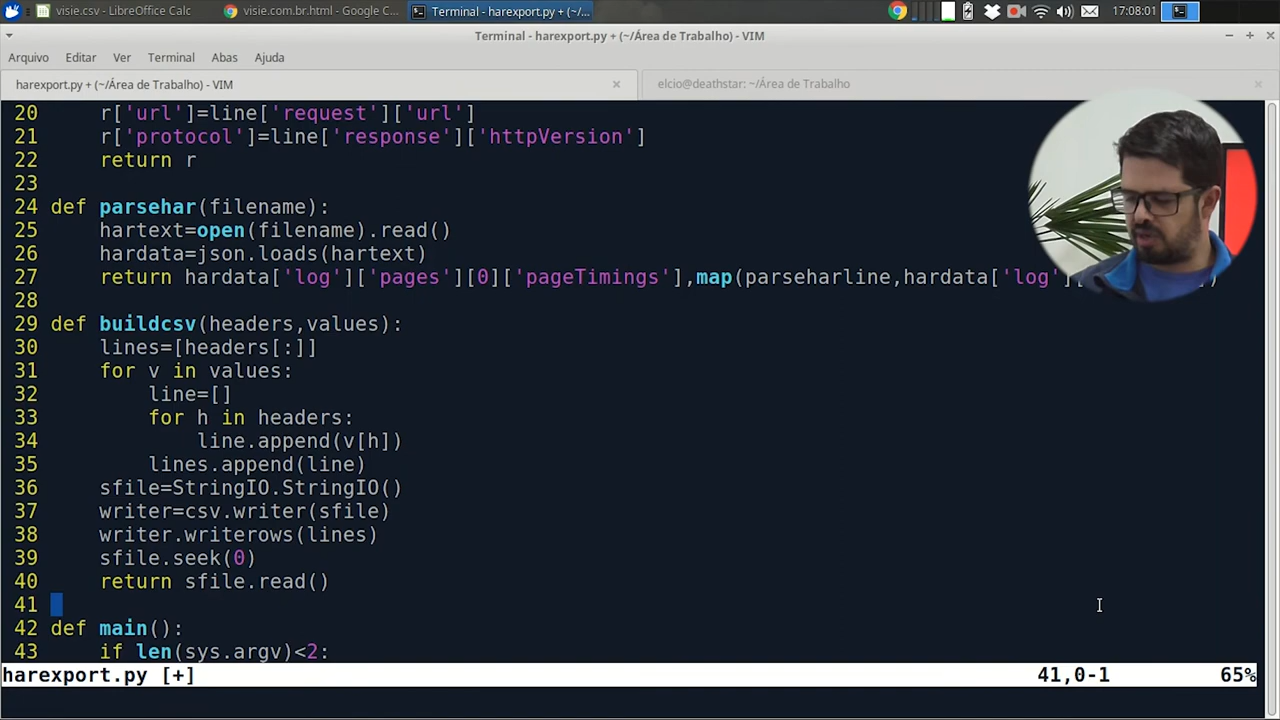 visie.csv - LibreOffice Calc
visie.com.br.html - Google C...
Terminal - harexport.py + (~/...
17:08:01
Terminal - harexport.py + (~/Área de Trabalho) - VIM
Arquivo Editar Ver Terminal Abas Ajuda
harexport.py + (~/Área de Trabalho) - VIM
elcio@deathstar: ~/Área de Trabalho
20     r['url']=line['request']['url']
21     r['protocol']=line['response']['httpVersion']
22     return r
23
24 def parsehar(filename):
25     hartext=open(filename).read()
26     hardata=json.loads(hartext)
27     return hardata['log']['pages'][0]['pageTimings'],map(parseharline,hardata['log']
28
29 def buildcsv(headers,values):
30     lines=[headers[:]]
31     for v in values:
32         line=[]
33         for h in headers:
34             line.append(v[h])
35         lines.append(line)
36     sfile=StringIO.StringIO()
37     writer=csv.writer(sfile)
38     writer.writerows(lines)
39     sfile.seek(0)
40     return sfile.read()
41
42 def main():
43     if len(sys.argv)<2:
harexport.py [+] 41,0-1 65%